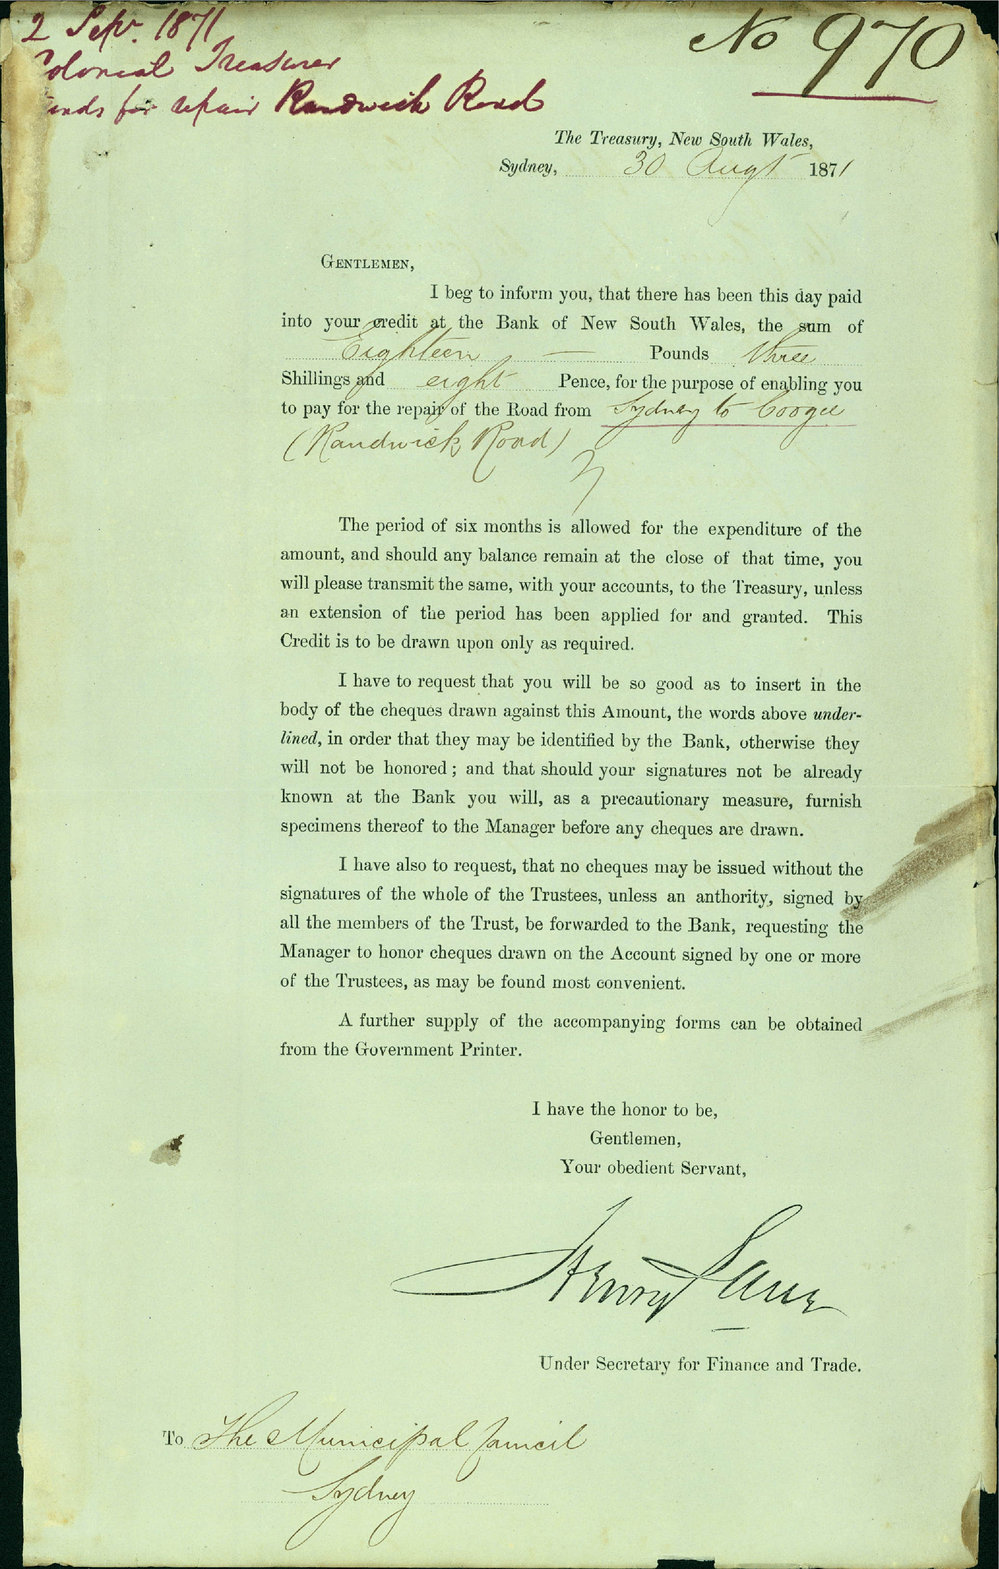 2 Sepr. 1871
Colonial Treasurer
Funds for repair Randwick Road
No 970
The Treasury, New South Wales,
Sydney, 30 Augt 1871
GENTLEMEN,
I beg to inform you, that there has been this day paid
into your credit at the Bank of New South Wales, the sum of
Eighteen — Pounds three
Shillings and eight Pence, for the purpose of enabling you
to pay for the repair of the Road from Sydney to Coogee
(Randwick Road)
The period of six months is allowed for the expenditure of the
amount, and should any balance remain at the close of that time, you
will please transmit the same, with your accounts, to the Treasury, unless
an extension of the period has been applied for and granted. This
Credit is to be drawn upon only as required.
I have to request that you will be so good as to insert in the
body of the cheques drawn against this Amount, the words above under-
lined, in order that they may be identified by the Bank, otherwise they
will not be honored; and that should your signatures not be already
known at the Bank you will, as a precautionary measure, furnish
specimens thereof to the Manager before any cheques are drawn.
I have also to request, that no cheques may be issued without the
signatures of the whole of the Trustees, unless an anthority, signed by
all the members of the Trust, be forwarded to the Bank, requesting the
Manager to honor cheques drawn on the Account signed by one or more
of the Trustees, as may be found most convenient.
A further supply of the accompanying forms can be obtained
from the Government Printer.
I have the honor to be,
Gentlemen,
Your obedient Servant,
Henry Lane
Under Secretary for Finance and Trade.
To The Municipal Council
Sydney